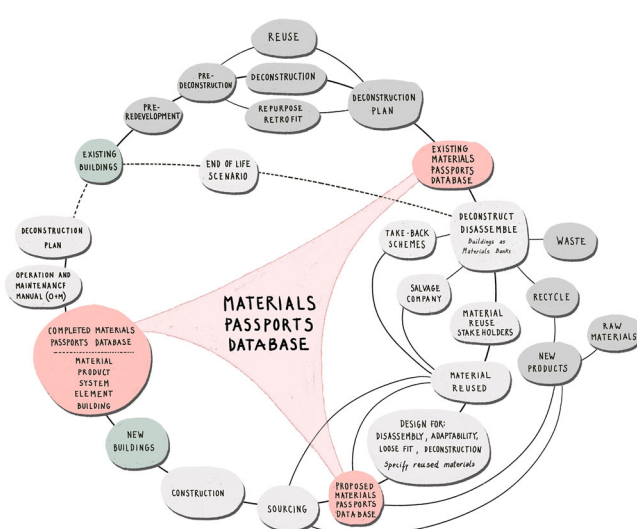 REUSE
PRE-
DECONSTRUCTION
DECONSTRUCTION
REPURPOSE
RETROFIT
DECONSTRUCTION
PLAN
PRE-
REDEVELOPMENT
EXISTING
BUILDINGS
END OF LIFE
SCENARIO
EXISTING
MATERIALS
PASSPORTS
DATABASE
DECONSTRUCTION
PLAN
OPERATION AND
MAINTENANCE
MANUAL (O+M)
COMPLETED MATERIALS
PASSPORTS DATABASE
MATERIAL
PRODUCT
SYSTEM
ELEMENT
BUILDING
MATERIALS
PASSPORTS
DATABASE
TAKE-BACK
SCHEMES
DECONSTRUCT
DISASSEMBLE
Buildings as
Materials Banks
WASTE
SALVAGE
COMPANY
RECYCLE
MATERIAL
REUSE
STAKEHOLDERS
RAW
MATERIALS
NEW
PRODUCTS
MATERIAL
REUSED
DESIGN FOR;
DISASSEMBLY, ADAPTABILITY,
LOOSE FIT, DECONSTRUCTION
Specify reused materials
NEW
BUILDINGS
CONSTRUCTION
SOURCING
PROPOSED
MATERIALS
PASSPORTS
DATABASE